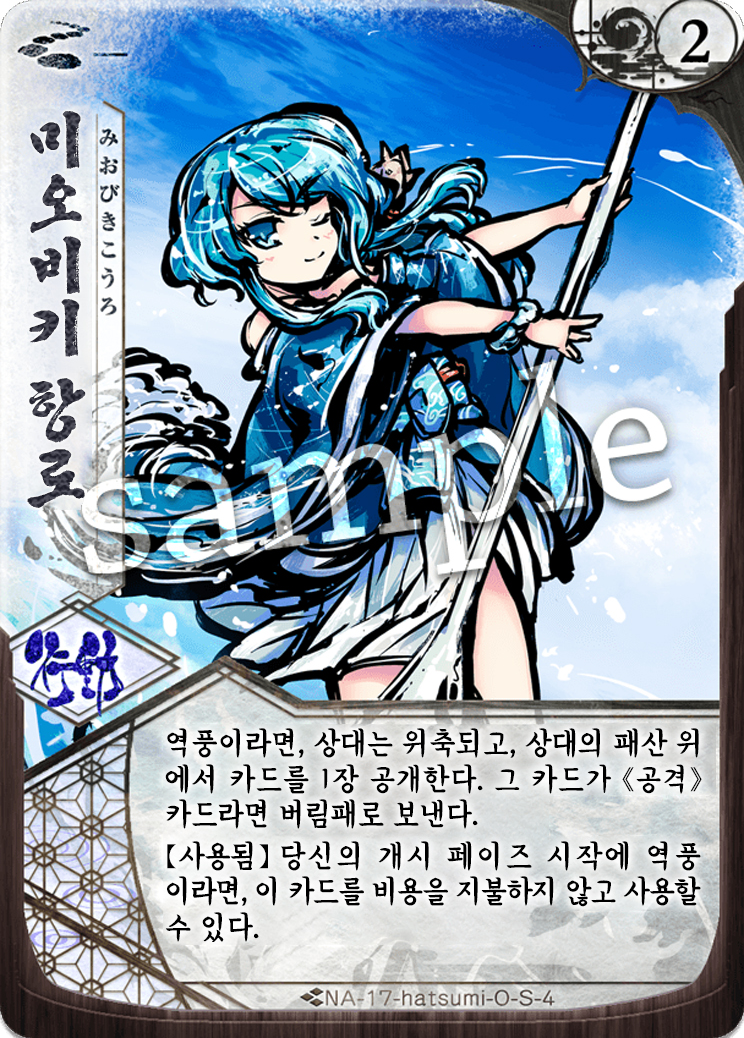 2
미오비키 항로
みおびきこうろ
sample
行動
역풍이라면, 상대는 위축되고, 상대의 패산 위
에서 카드를 1장 공개한다. 그 카드가 《공격》
카드라면 버림패로 보낸다.
【사용됨】 당신의 개시 페이즈 시작에 역풍
이라면, 이 카드를 비용을 지불하지 않고 사용할
수 있다.
NA-17-hatsumi-O-S-4